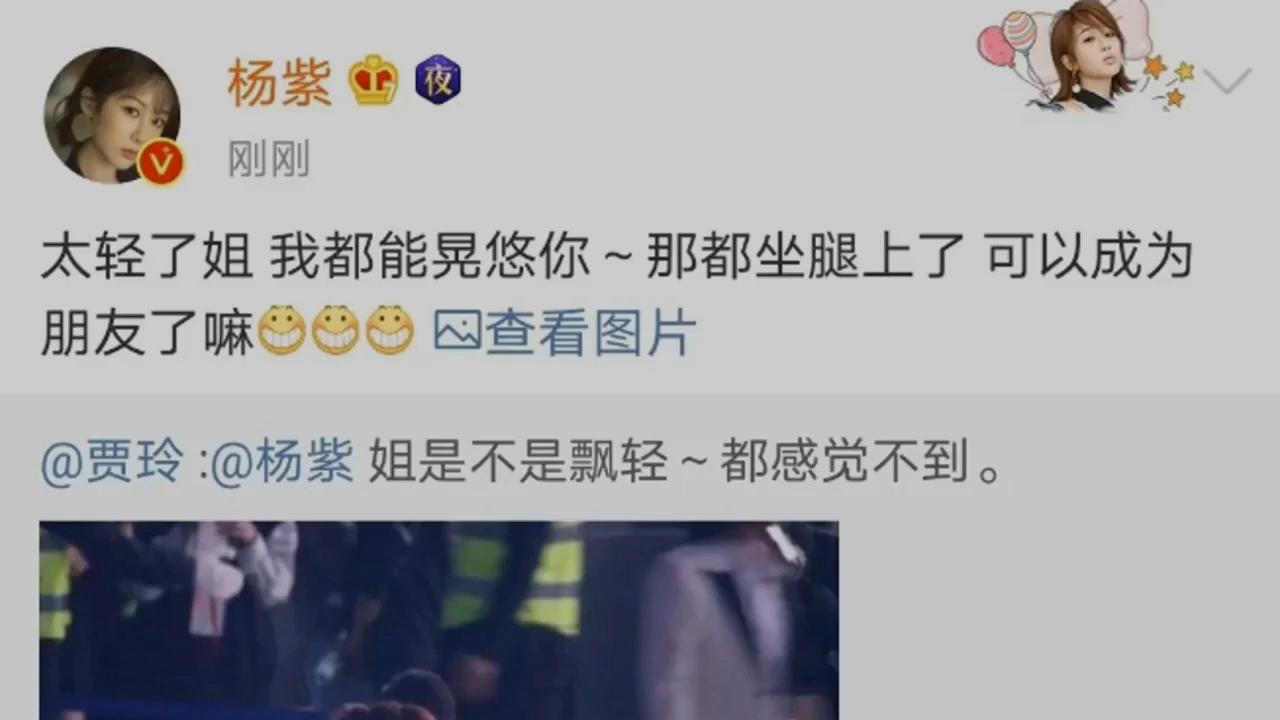 杨紫 夜
刚刚
太轻了姐 我都能晃悠你~那都坐腿上了 可以成为
朋友了嘛 查看图片
@贾玲:@杨紫 姐是不是飘轻~都感觉不到。